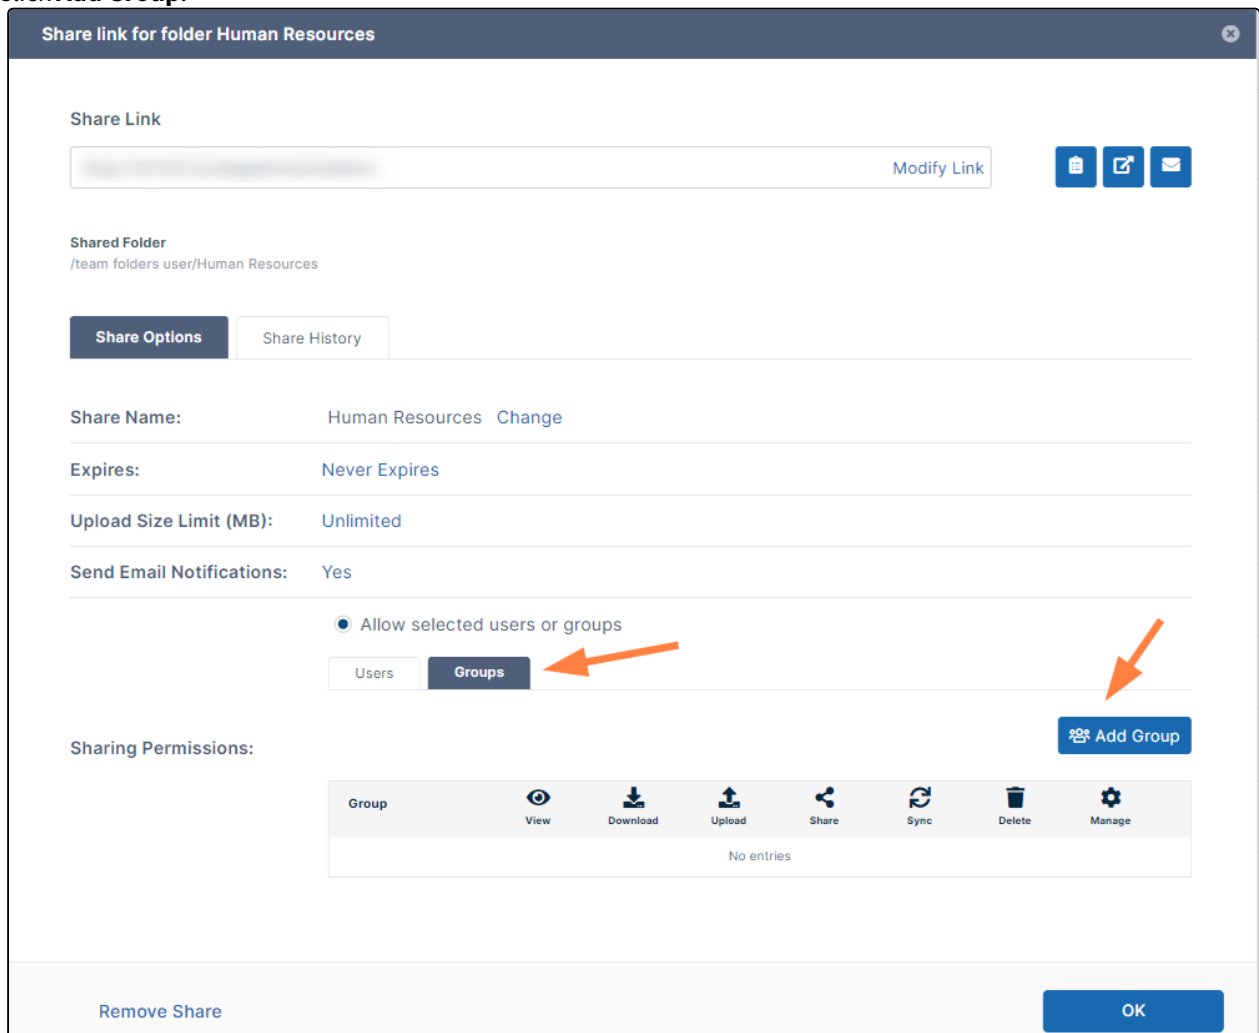 Share link for folder Human Resources
Share Link
Modify Link
Shared Folder
/team folders user/Human Resources
Share Options Share History
Share Name: Human Resources Change
Expires: Never Expires
Upload Size Limit (MB): Unlimited
Send Email Notifications: Yes
Allow selected users or groups
Users Groups
Add Group
Sharing Permissions:
Group View Download Upload Share Sync Delete Manage
No entries
Remove Share OK